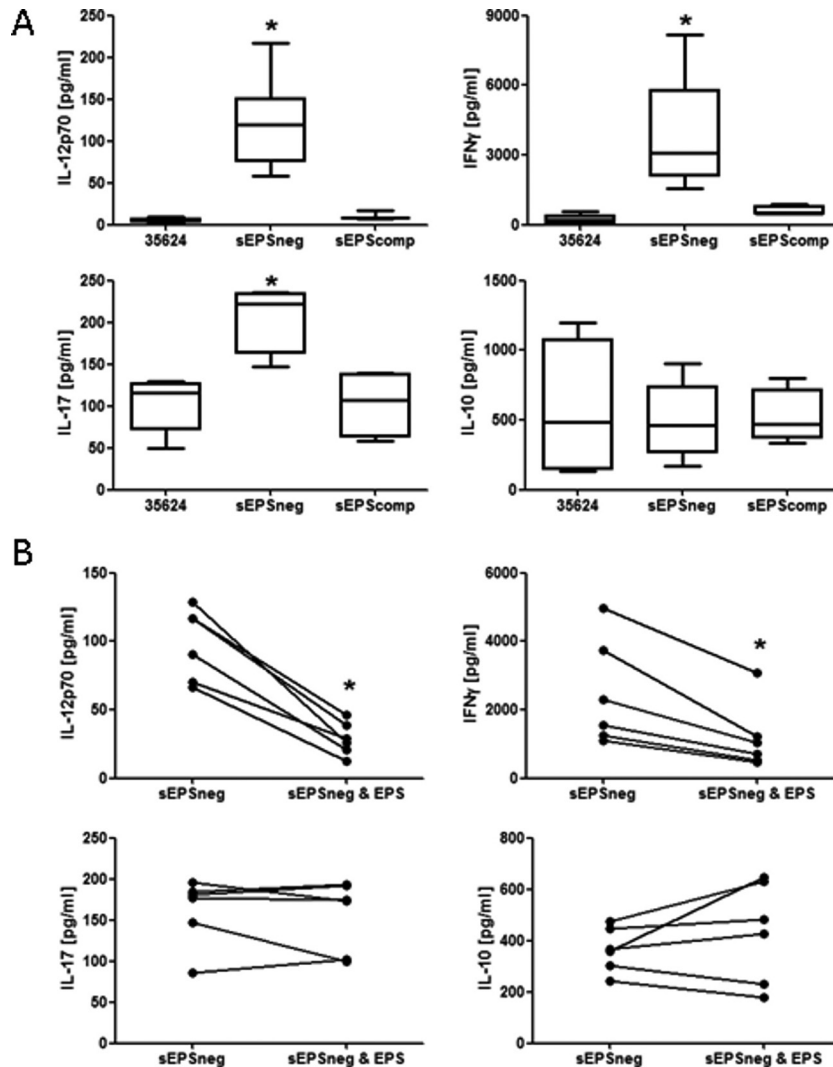 A
IL-12p70 [pg/ml]
250
200
150
100
50
0
*
35624 sEPSneg sEPScomp
IFNγ [pg/ml]
9000
6000
3000
0
*
35624 sEPSneg sEPScomp
IL-17 [pg/ml]
250
200
150
100
50
0
*
35624 sEPSneg sEPScomp
IL-10 [pg/ml]
1500
1000
500
0
35624 sEPSneg sEPScomp
B
IL-12p70 [pg/ml]
150
100
50
0
*
sEPSneg sEPSneg & EPS
IFNγ [pg/ml]
6000
4000
2000
0
*
sEPSneg sEPSneg & EPS
IL-17 [pg/ml]
250
200
150
100
50
0
sEPSneg sEPSneg & EPS
IL-10 [pg/ml]
800
600
400
200
0
sEPSneg sEPSneg & EPS